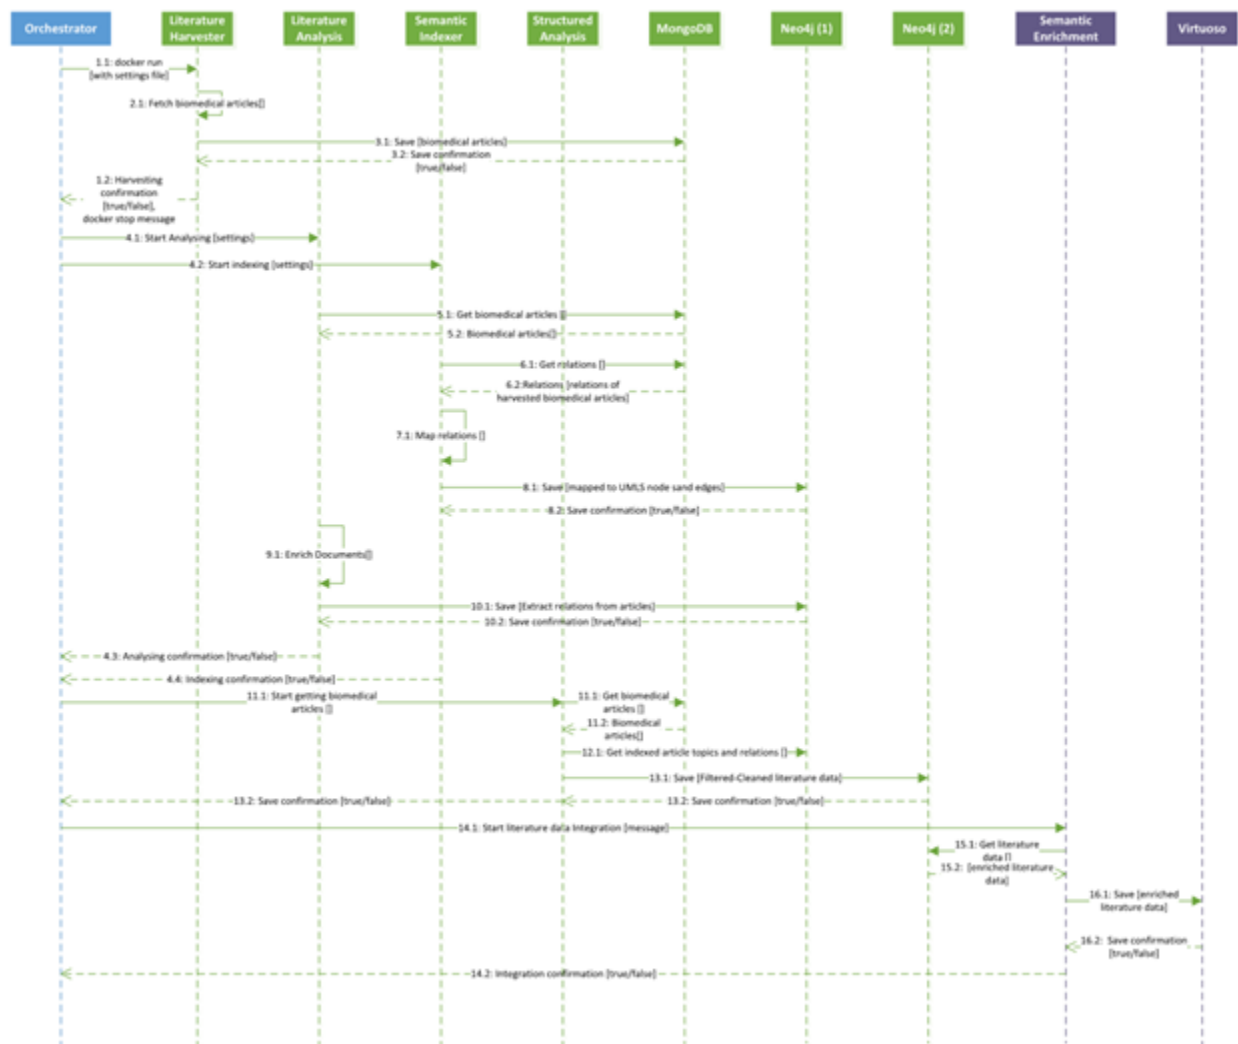 Orchestrator
Literature
Harvester
Literature
Analysis
Semantic
Indexer
Structured
Analysis
MongoDB
Neo4j (1)
Neo4j (2)
Semantic
Enrichment
Virtuoso
1.1: docker run
[with settings file]
2.1: Fetch biomedical articles[]
3.1: Save [biomedical articles]
3.2: Save confirmation
[true/false]
1.2: Harvesting
confirmation
[true/false],
docker stop message
4.1: Start Analysing [settings]
4.2: Start indexing [settings]
5.1: Get biomedical articles []
5.2: Biomedical articles[]
6.1: Get relations []
6.2:Relations [relations of
harvested biomedical articles]
7.1: Map relations []
8.1: Save [mapped to UMLS node sand edges]
8.2: Save confirmation [true/false]
9.1: Enrich Documents[]
10.1: Save [Extract relations from articles]
10.2: Save confirmation [true/false]
4.3: Analysing confirmation [true/false]
4.4: Indexing confirmation [true/false]
11.1: Start getting biomedical
articles []
11.1: Get biomedical
articles []
11.2: Biomedical
articles[]
12.1: Get indexed article topics and relations []
13.1: Save [Filtered-Cleaned literature data]
13.2: Save confirmation [true/false]
13.2: Save confirmation [true/false]
14.1: Start literature data Integration [message]
15.1: Get literature
data []
15.2: [enriched literature
data]
16.1: Save [enriched
literature data]
16.2: Save confirmation
[true/false]
14.2: Integration confirmation [true/false]